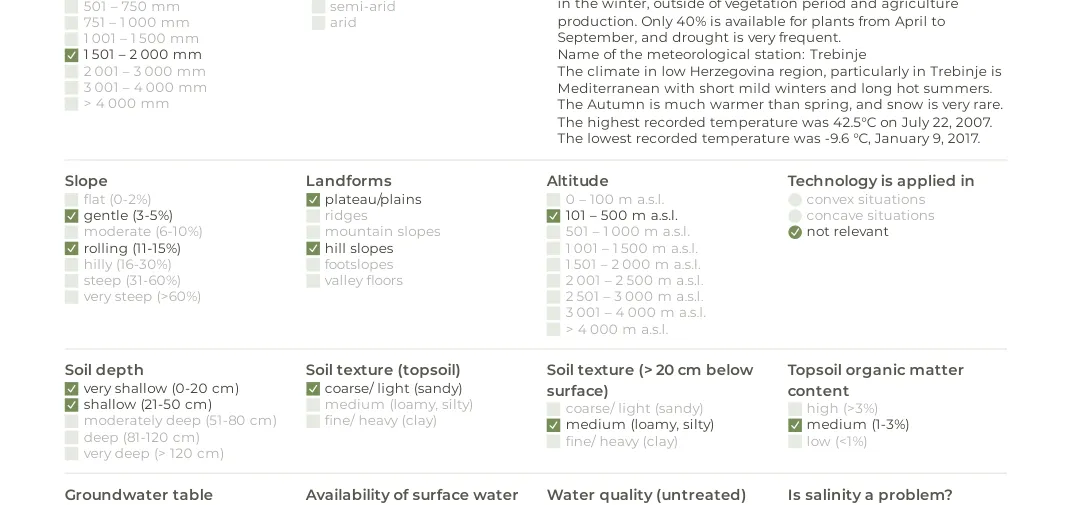 501 – 750 mm
751 – 1 000 mm
1 001 – 1 500 mm
1 501 – 2 000 mm
2 001 – 3 000 mm
3 001 – 4 000 mm
> 4 000 mm
semi-arid
arid
in the winter, outside of vegetation period and agriculture
production. Only 40% is available for plants from April to
September, and drought is very frequent.
Name of the meteorological station: Trebinje
The climate in low Herzegovina region, particularly in Trebinje is
Mediterranean with short mild winters and long hot summers.
The Autumn is much warmer than spring, and snow is very rare.
The highest recorded temperature was 42.5°C on July 22, 2007.
The lowest recorded temperature was -9.6 °C, January 9, 2017.
Slope
flat (0-2%)
gentle (3-5%)
moderate (6-10%)
rolling (11-15%)
hilly (16-30%)
steep (31-60%)
very steep (>60%)
Landforms
plateau/plains
ridges
mountain slopes
hill slopes
footslopes
valley floors
Altitude
0 – 100 m a.s.l.
101 – 500 m a.s.l.
501 – 1 000 m a.s.l.
1 001 – 1 500 m a.s.l.
1 501 – 2 000 m a.s.l.
2 001 – 2 500 m a.s.l.
2 501 – 3 000 m a.s.l.
3 001 – 4 000 m a.s.l.
> 4 000 m a.s.l.
Technology is applied in
convex situations
concave situations
not relevant
Soil depth
very shallow (0-20 cm)
shallow (21-50 cm)
moderately deep (51-80 cm)
deep (81-120 cm)
very deep (> 120 cm)
Soil texture (topsoil)
coarse/ light (sandy)
medium (loamy, silty)
fine/ heavy (clay)
Soil texture (> 20 cm below
surface)
coarse/ light (sandy)
medium (loamy, silty)
fine/ heavy (clay)
Topsoil organic matter
content
high (>3%)
medium (1-3%)
low (<1%)
Groundwater table
Availability of surface water
Water quality (untreated)
Is salinity a problem?